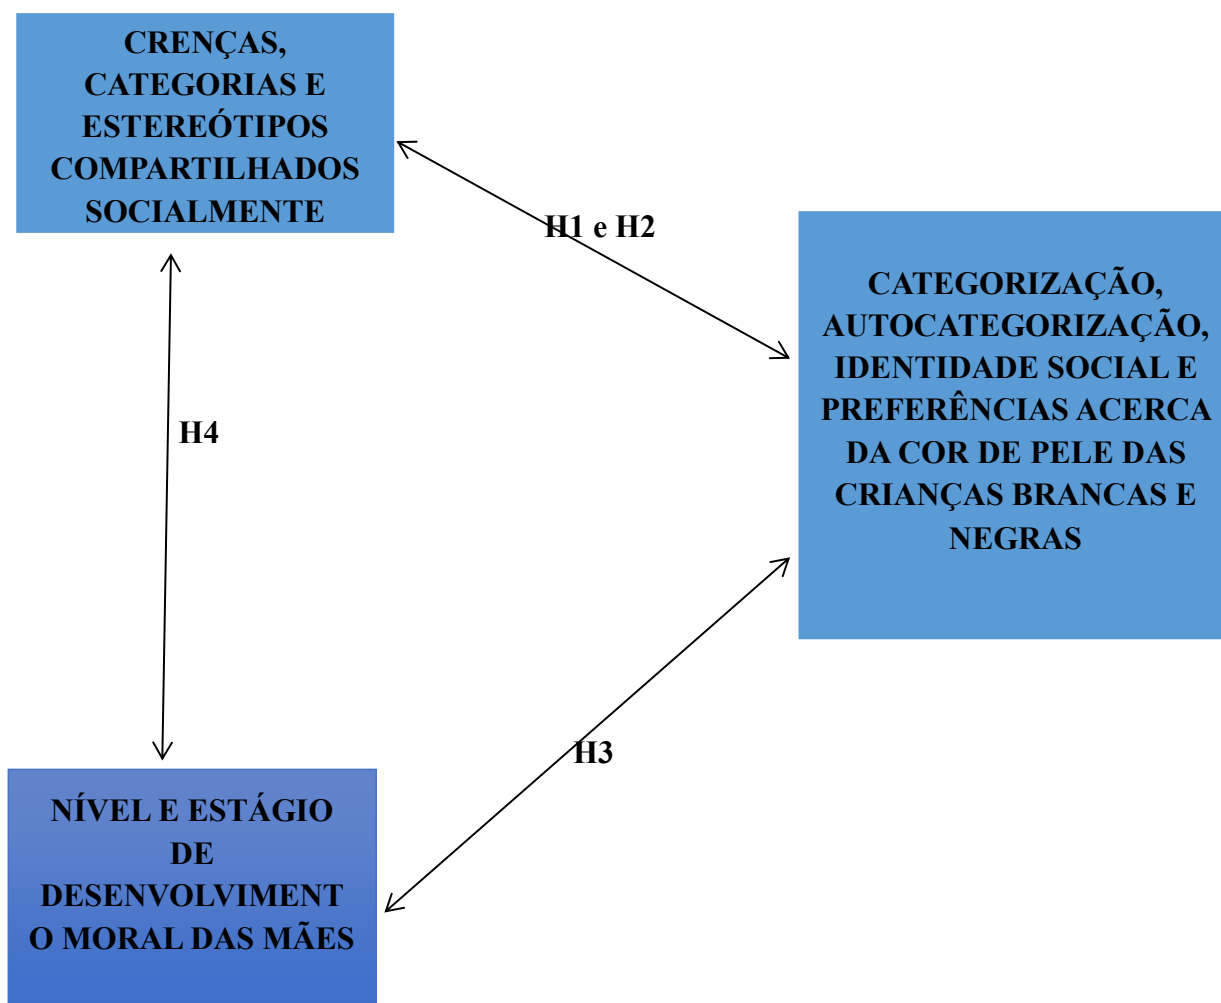 CRENÇAS,
CATEGORIAS E
ESTEREÓTIPOS
COMPARTILHADOS
SOCIALMENTE
H1 e H2
CATEGORIZAÇÃO,
AUTOCATEGORIZAÇÃO,
IDENTIDADE SOCIAL E
PREFERÊNCIAS ACERCA
DA COR DE PELE DAS
CRIANÇAS BRANCAS E
NEGRAS
H4
H3
NÍVEL E ESTÁGIO
DE
DESENVOLVIMENT
O MORAL DAS MÃES